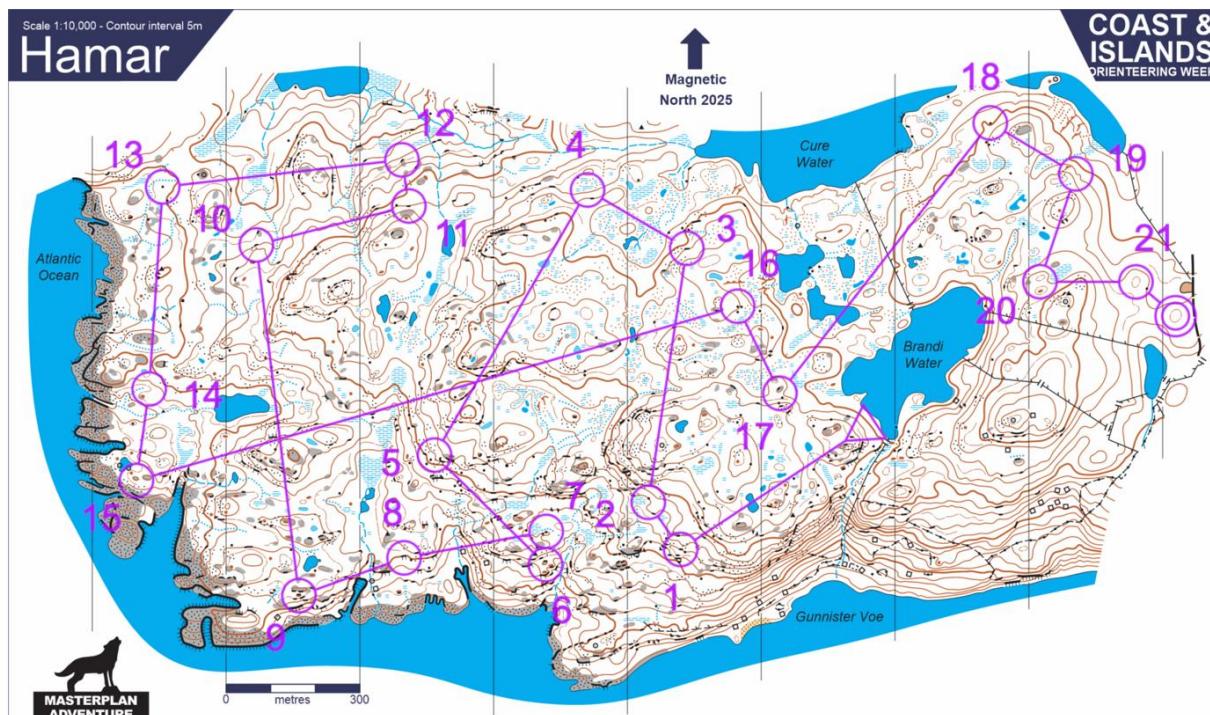 Scale 1:10,000 - Contour interval 5m
Hamar
COAST &
ISLANDS
ORIENTEERING WEEK
Magnetic
North 2025
18
12
13
4
Cure
Water
19
10
11
3
Atlantic
Ocean
16
21
20
Brandi
Water
14
17
5
15
8
7
2
1
6
9
Gunnister Voe
0 metres 300
MASTERPLAN
ADVENTURE